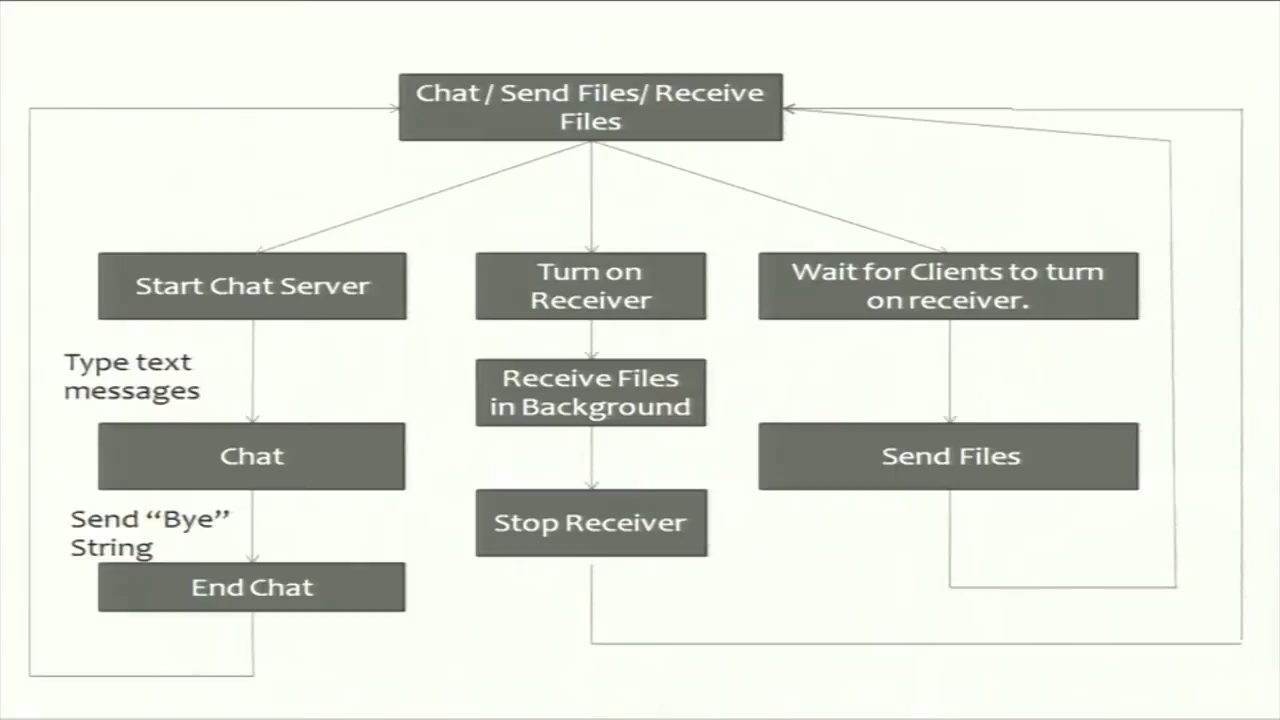 Chat / Send Files/ Receive
Files
Start Chat Server
Turn on
Receiver
Wait for Clients to turn
on receiver.
Type text
messages
Receive Files
in Background
Chat
Send Files
Send “Bye”
String
Stop Receiver
End Chat